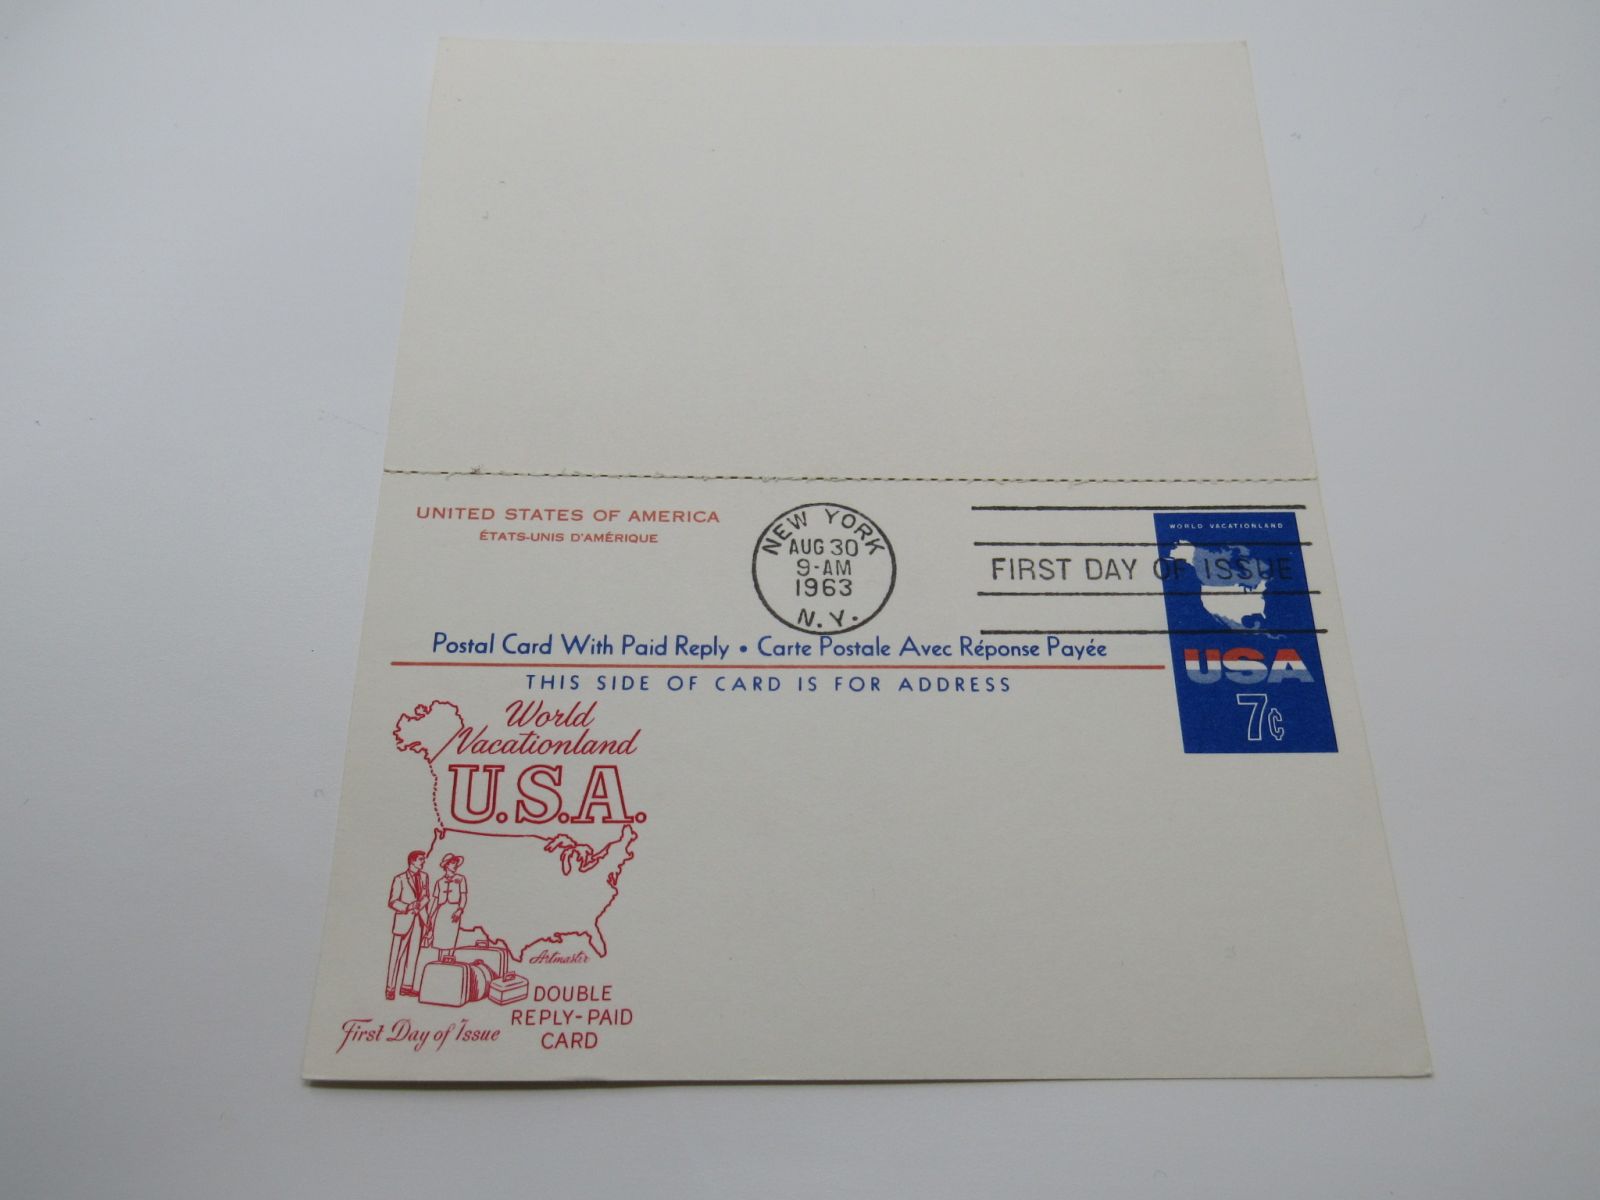 UNITED STATES OF AMERICA
ÉTATS-UNIS D'AMÉRIQUE
NEW YORK
AUG 30
9-AM
1963
N.Y.
FIRST DAY OF ISSUE
WORLD VACATIONLAND
USA
7¢
Postal Card With Paid Reply • Carte Postale Avec Réponse Payée
THIS SIDE OF CARD IS FOR ADDRESS
World
Vacationland
U.S.A.
Artmaster
DOUBLE
REPLY-PAID
CARD
First Day of Issue